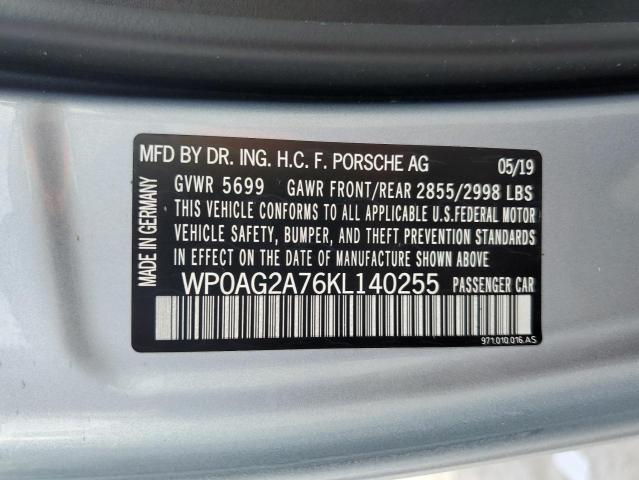 MFD BY DR. ING. H.C. F. PORSCHE AG 05/19
GVWR 5699 GAWR FRONT/REAR 2855/2998 LBS
THIS VEHICLE CONFORMS TO ALL APPLICABLE U.S.FEDERAL MOTOR
VEHICLE SAFETY, BUMPER, AND THEFT PREVENTION STANDARDS
IN EFFECT ON THE DATE OF MANUFACTURE SHOWN ABOVE
WP0AG2A76KL140255 PASSENGER CAR
971.010.016.AS
MADE IN GERMANY